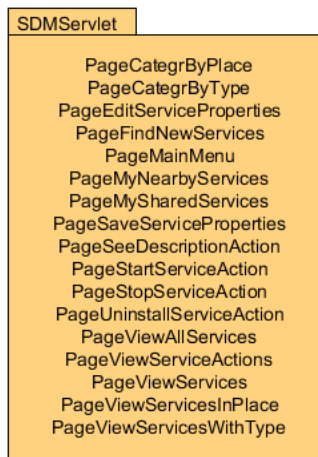 SDMServlet
PageCategrByPlace
PageCategrByType
PageEditServiceProperties
PageFindNewServices
PageMainMenu
PageMyNearbyServices
PageMySharedServices
PageSaveServiceProperties
PageSeeDescriptionAction
PageStartServiceAction
PageStopServiceAction
PageUninstallServiceAction
PageViewAllServices
PageViewServiceActions
PageViewServices
PageViewServicesInPlace
PageViewServicesWithType